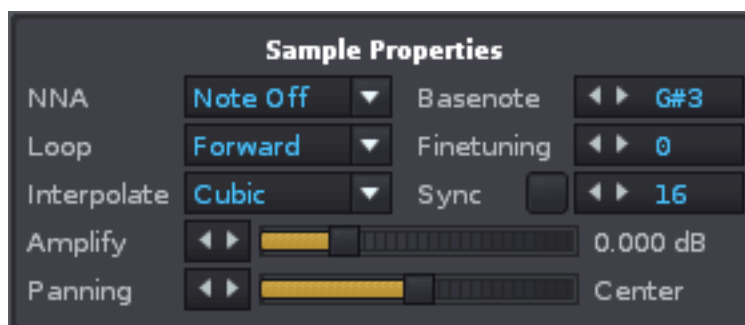 Sample Properties
NNA Note Off Basenote G#3
Loop Forward Finetuning 0
Interpolate Cubic Sync 16
Amplify 0.000 dB
Panning Center